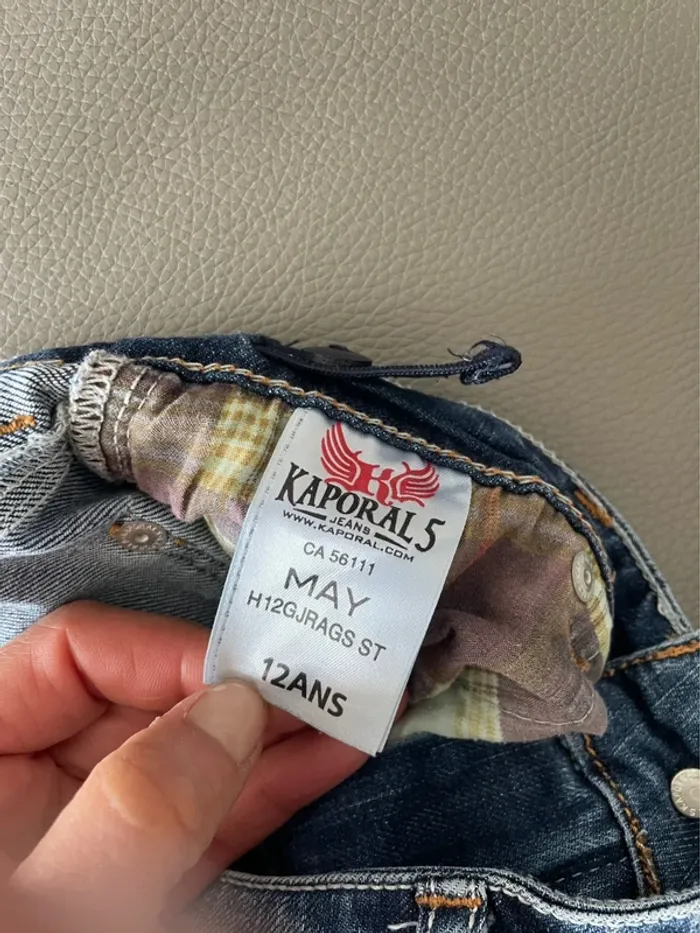 KAPORAL 5
JEANS
WWW.KAPORAL.COM
CA 56111
MAY
H12GJRAGS ST
12ANS